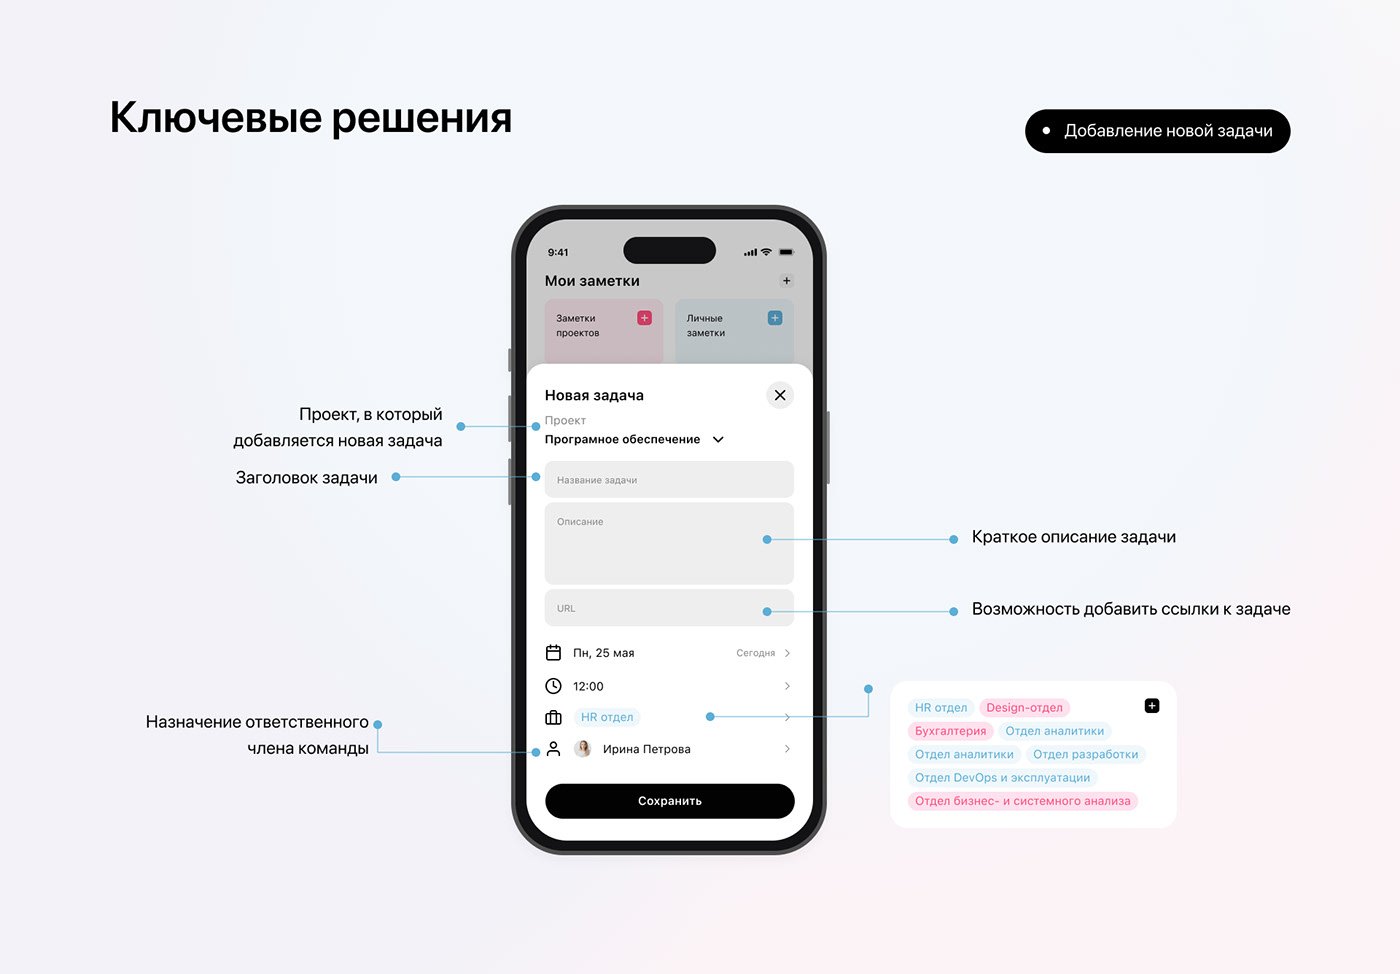 Ключевые решения
Добавление новой задачи
9:41
Мои заметки
Заметки
проектов
Личные
заметки
Новая задача
Проект
Програмное обеспечение
Название задачи
Описание
URL
Пн, 25 мая
Сегодня
12:00
HR отдел
Ирина Петрова
Сохранить
Проект, в который
добавляется новая задача
Заголовок задачи
Назначение ответственного
члена команды
Краткое описание задачи
Возможность добавить ссылки к задаче
HR отдел Design-отдел
Бухгалтерия Отдел аналитики
Отдел аналитики Отдел разработки
Отдел DevOps и эксплуатации
Отдел бизнес- и системного анализа